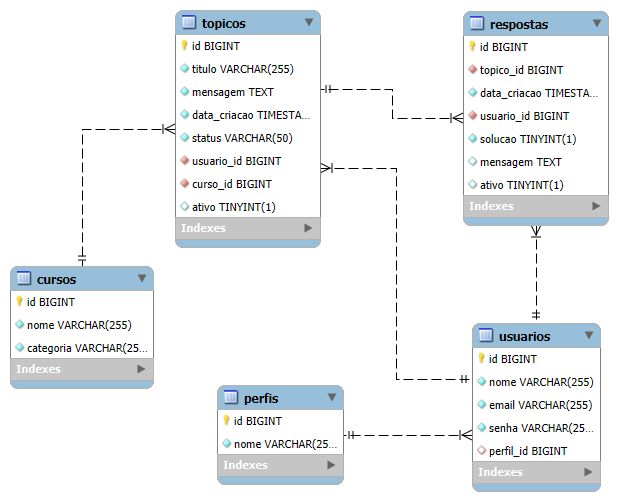 topicos
id BIGINT
titulo VARCHAR(255)
mensagem TEXT
data_criacao TIMESTA...
status VARCHAR(50)
usuario_id BIGINT
curso_id BIGINT
ativo TINYINT(1)
Indexes
respostas
id BIGINT
topico_id BIGINT
data_criacao TIMESTA...
usuario_id BIGINT
solucao TINYINT(1)
mensagem TEXT
ativo TINYINT(1)
Indexes
cursos
id BIGINT
nome VARCHAR(255)
categoria VARCHAR(25...
Indexes
usuarios
id BIGINT
nome VARCHAR(255)
email VARCHAR(255)
senha VARCHAR(25...
perfil_id BIGINT
Indexes
perfis
id BIGINT
nome VARCHAR(25...
Indexes